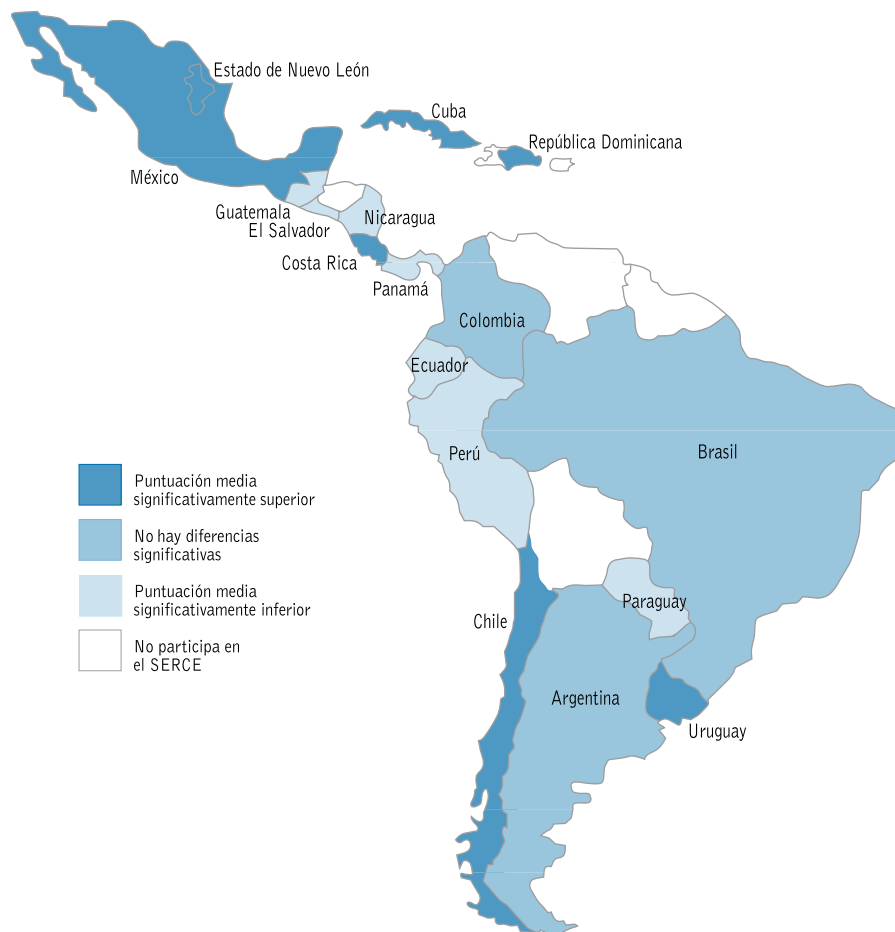 Estado de Nuevo León
Cuba
República Dominicana
México
Guatemala
Nicaragua
El Salvador
Costa Rica
Panamá
Colombia
Ecuador
Perú
Brasil
Puntuación media
significativamente superior
No hay diferencias
significativas
Puntuación media
significativamente inferior
No participa en
el SERCE
Paraguay
Chile
Argentina
Uruguay